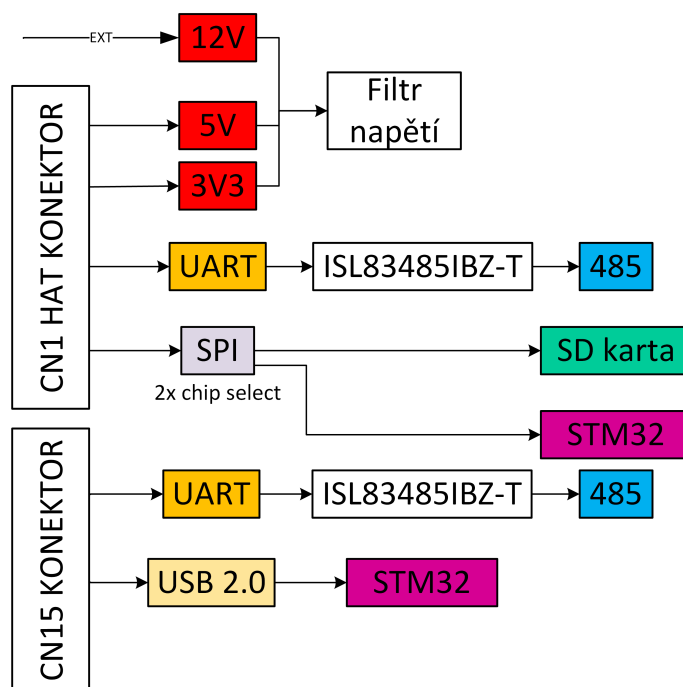 EXT
12V
Filtr
napětí
5V
3V3
CN1 HAT KONEKTOR
UART
ISL83485IBZ-T
485
SPI
SD karta
2x chip select
STM32
CN15 KONEKTOR
UART
ISL83485IBZ-T
485
USB 2.0
STM32